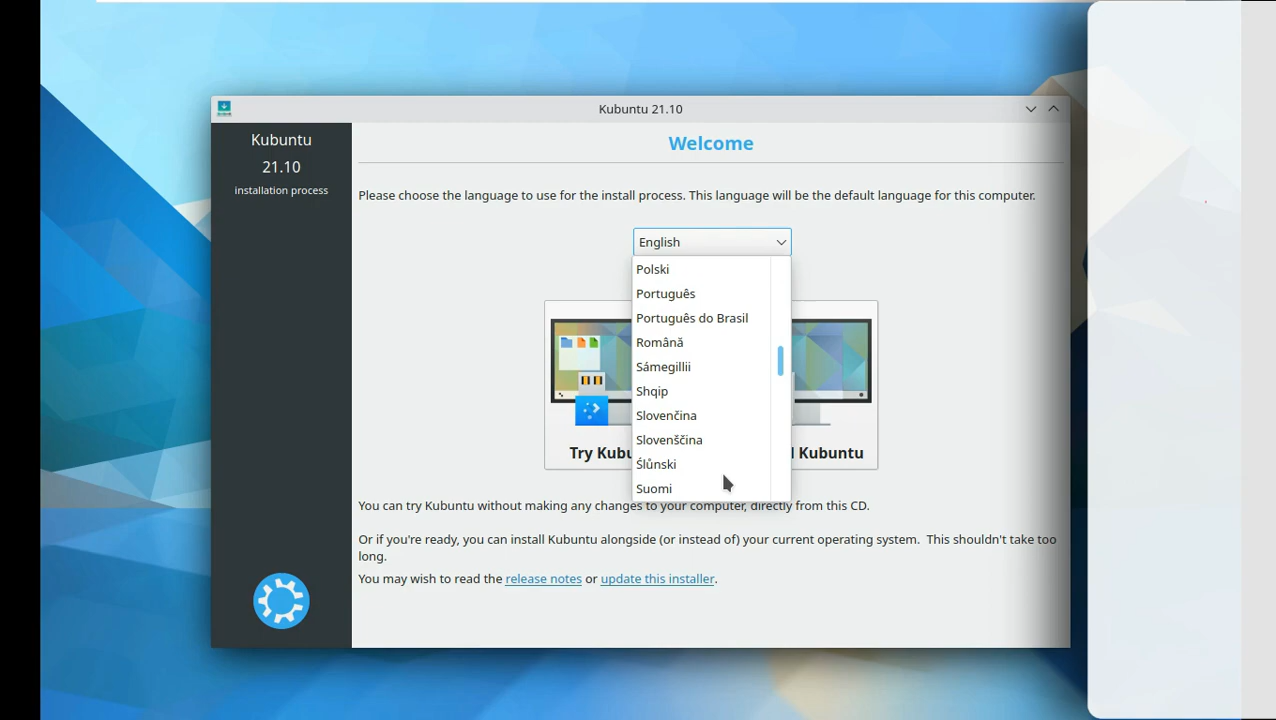 Kubuntu 21.10
Kubuntu
21.10
installation process
Welcome
Please choose the language to use for the install process. This language will be the default language for this computer.
English
Polski
Português
Português do Brasil
Română
Sámegillii
Shqip
Slovenčina
Slovenščina
Ślůnski
Suomi
Try Kubu
l Kubuntu
You can try Kubuntu without making any changes to your computer, directly from this CD.
Or if you're ready, you can install Kubuntu alongside (or instead of) your current operating system. This shouldn't take too
long.
You may wish to read the release notes or update this installer.